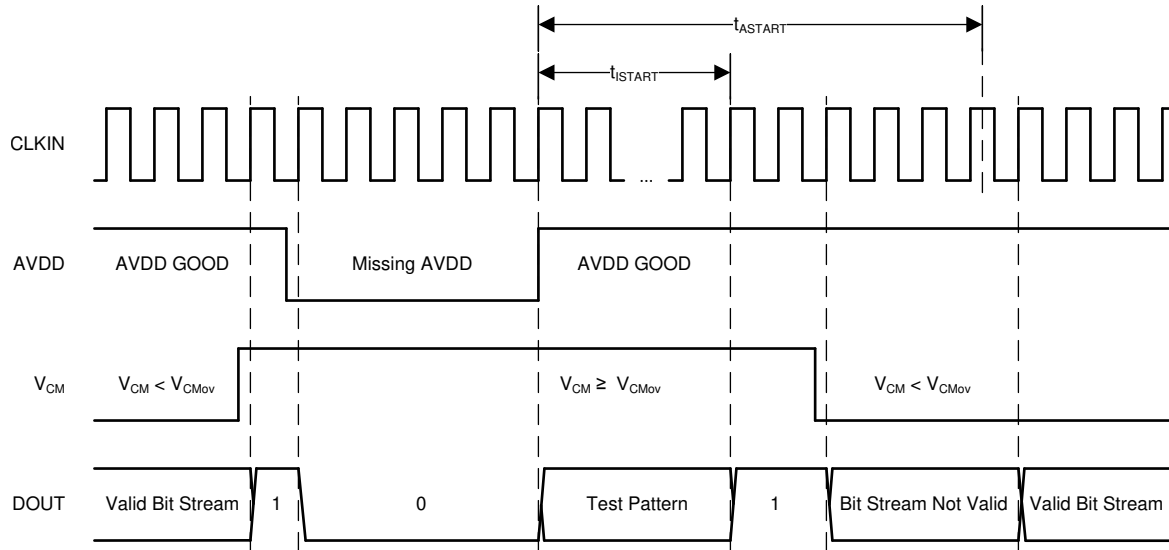 tASTART
tISTART
CLKIN
...
AVDD
AVDD GOOD
Missing AVDD
AVDD GOOD
VCM
VCM < VCMov
VCM ≥ VCMov
VCM < VCMov
DOUT
Valid Bit Stream
1
0
Test Pattern
1
Bit Stream Not Valid
Valid Bit Stream